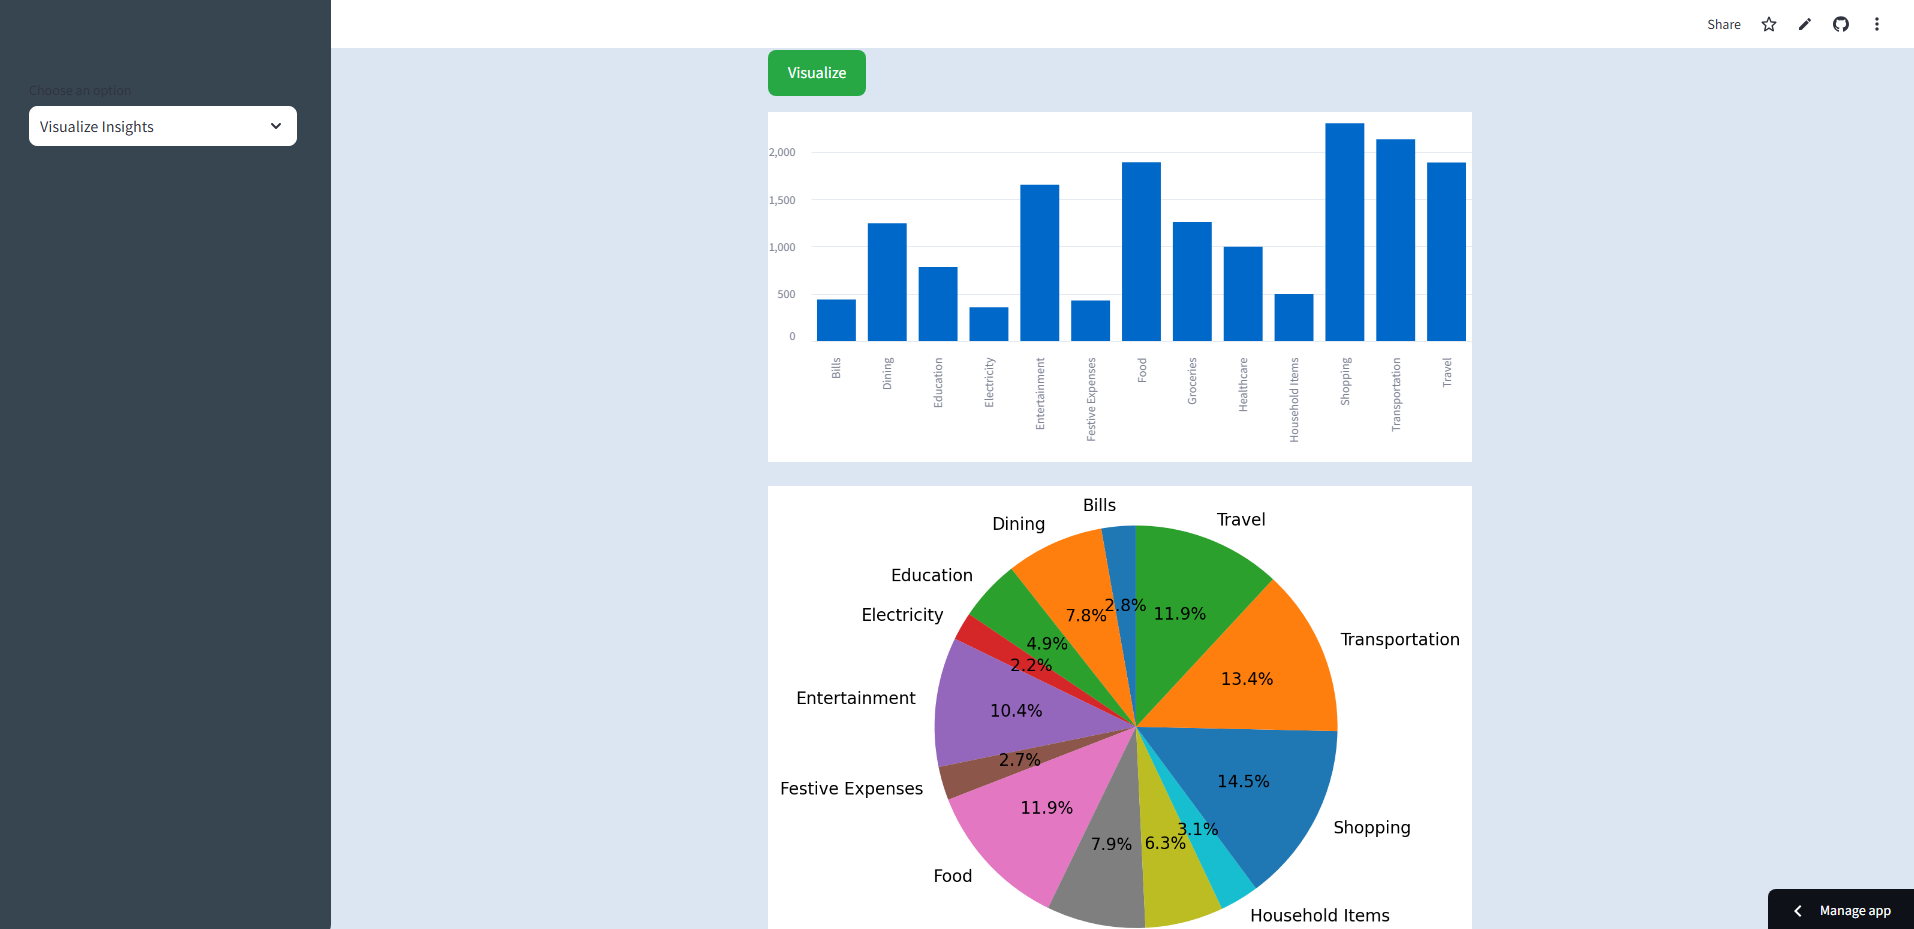 Share
Choose an option
Visualize Insights
Visualize
2,000
1,500
1,000
500
0
Bills
Dining
Education
Electricity
Entertainment
Festive Expenses
Food
Groceries
Healthcare
Household Items
Shopping
Transportation
Travel
Bills
Travel
Dining
Education
Electricity
Transportation
Entertainment
Festive Expenses
Shopping
Food
Household Items
2.8%
11.9%
7.8%
4.9%
2.2%
13.4%
10.4%
2.7%
14.5%
11.9%
3.1%
7.9%
6.3%
Manage app